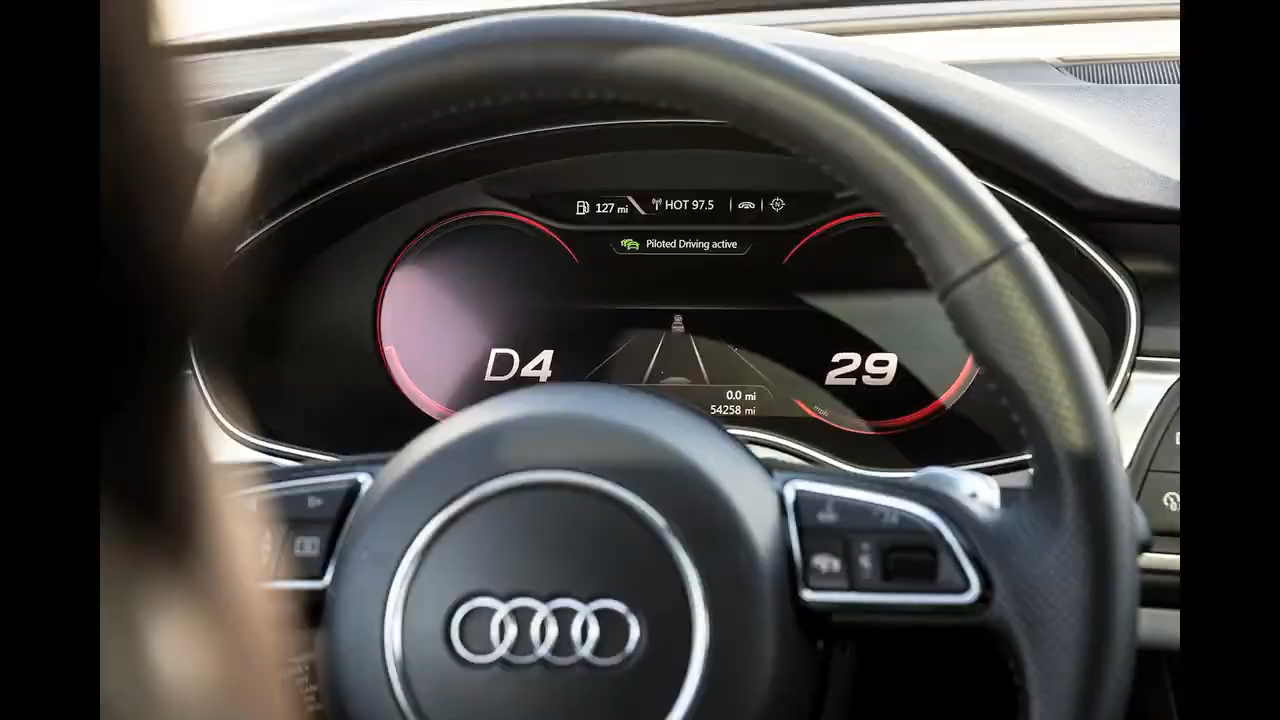 127 mi HOT 97.5 N
Piloted Driving active
D4 29
0.0 mi
54258 mi
mph